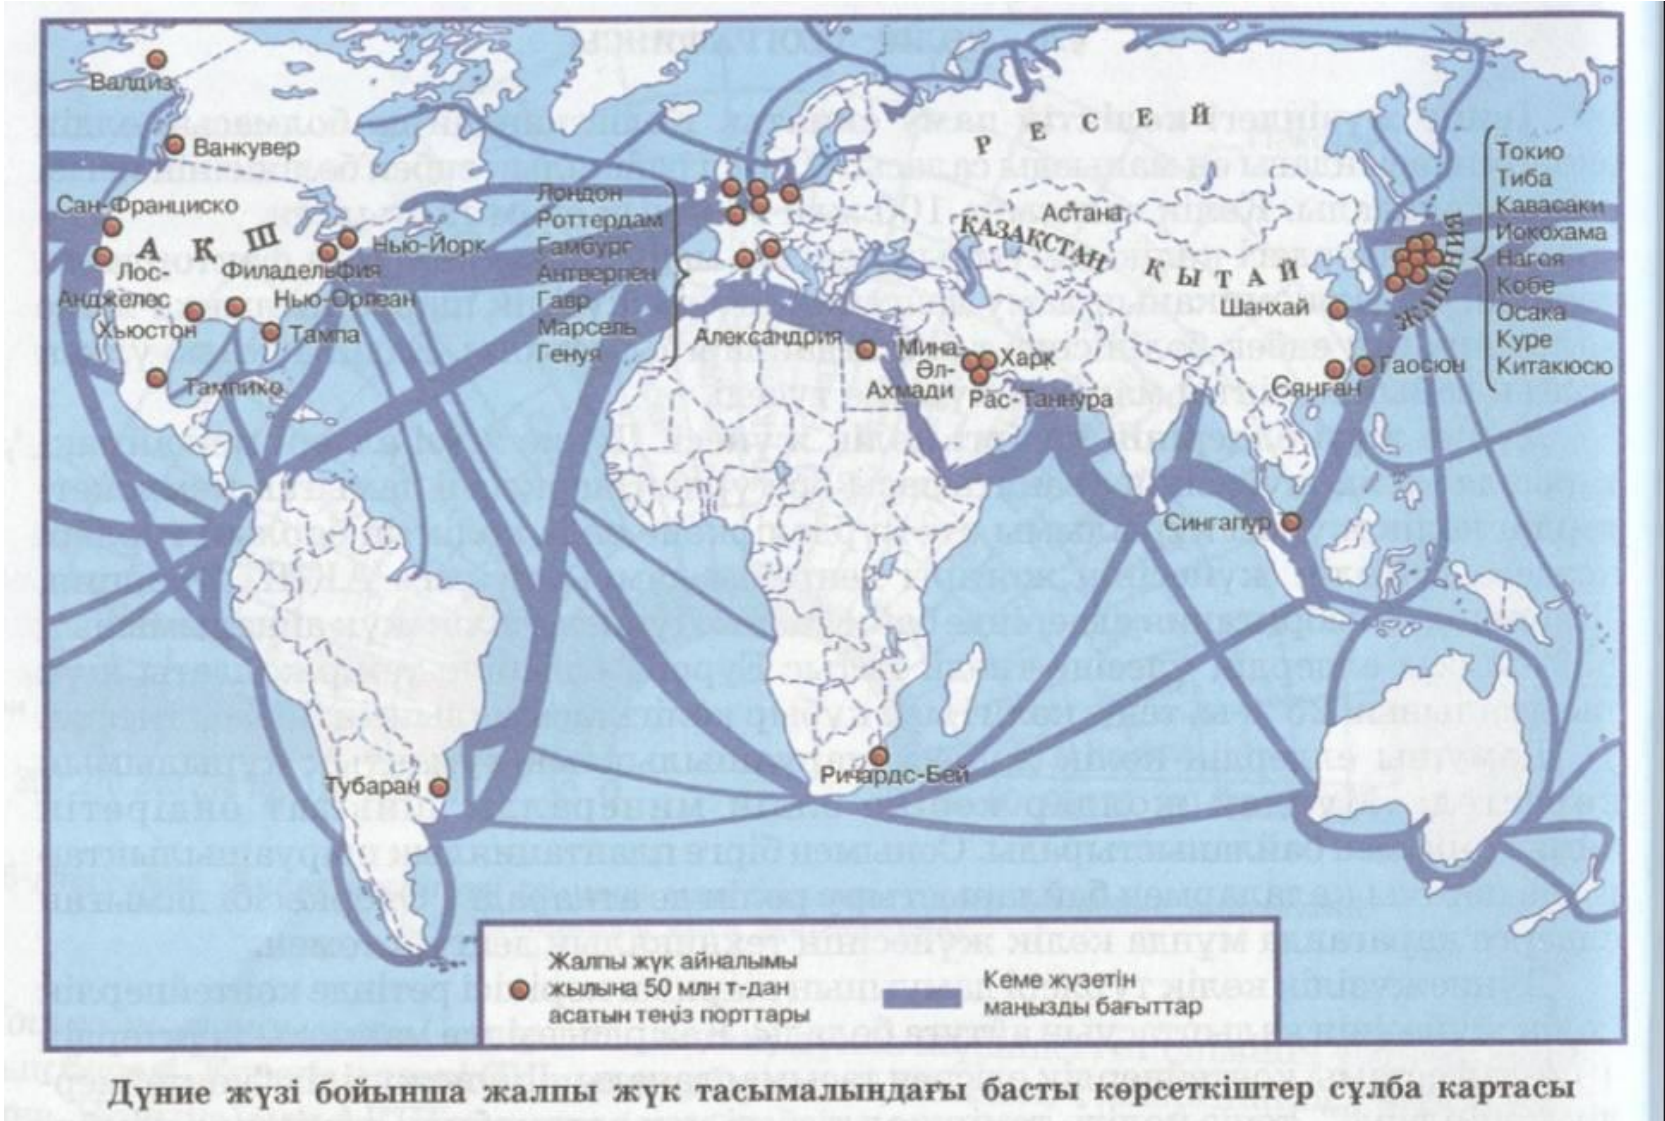 Валдиз
Ванкувер
Сан-Франциско
А Қ Ш
Нью-Йорк
Филадельфия
Лос-
Анджелес
Нью-Орлеан
Хьюстон
Тампа
Тампико
Лондон
Роттердам
Гамбург
Антверпен
Гавр
Марсель
Генуя
Александрия
Мина-
Әл-
Ахмади
Харк
Рас-Таннура
Р Е С Е Й
Астана
ҚАЗАҚСТАН
Қ Ы Т А Й
Шанхай
Сянган
Гаосюн
ЖАПОНИЯ
Токио
Тиба
Кавасаки
Йокохама
Нагоя
Кобе
Осака
Куре
Китакюсю
Сингапур
Тубаран
Ричардс-Бей
Жалпы жүк айналымы
жылына 50 млн т-дан
асатын теңіз порттары
Кеме жүзетін
маңызды бағыттар
Дүние жүзі бойынша жалпы жүк тасымалындағы басты көрсеткіштер сұлба картасы